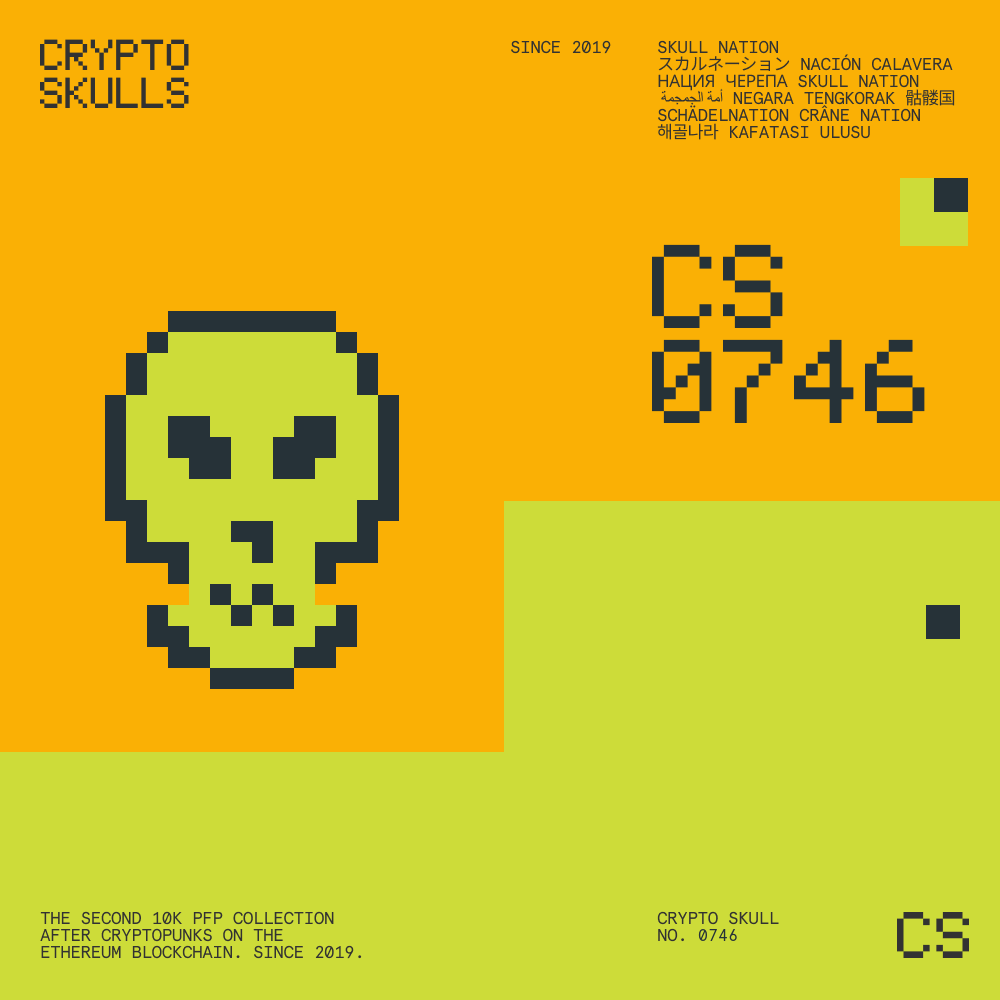 CRYPTO
SKULLS
SINCE 2019
SKULL NATION
スカルネーション NACIÓN CALAVERA
НАЦИЯ ЧЕРЕПА SKULL NATION
أمة الجمجمة NEGARA TENGKORAK 骷髅国
SCHÄDELNATION CRÂNE NATION
해골나라 KAFATASI ULUSU
CS
0746
THE SECOND 10K PFP COLLECTION
AFTER CRYPTOPUNKS ON THE
ETHEREUM BLOCKCHAIN. SINCE 2019.
CRYPTO SKULL
NO. 0746
CS